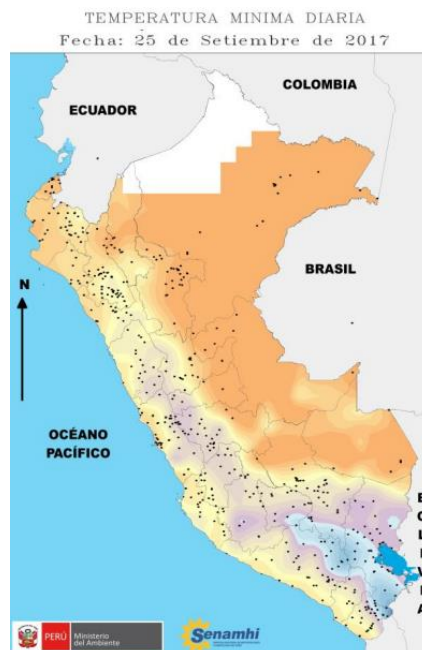 TEMPERATURA MINIMA DIARIA
Fecha: 25 de Setiembre de 2017
COLOMBIA
ECUADOR
BRASIL
N
OCÉANO
PACÍFICO
B
O
L
I
V
I
A
PERÚ
Ministerio
del Ambiente
Senamhi